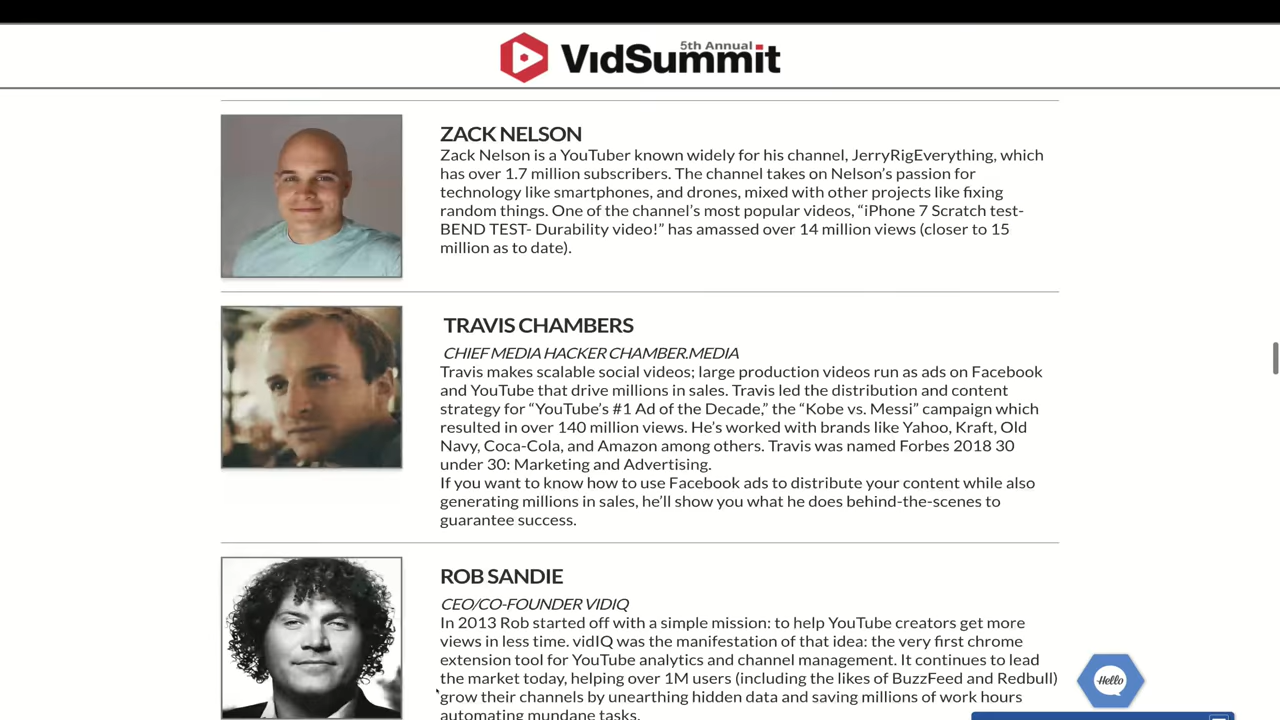 5th Annual
VidSummit
ZACK NELSON
Zack Nelson is a YouTuber known widely for his channel, JerryRigEverything, which
has over 1.7 million subscribers. The channel takes on Nelson’s passion for
technology like smartphones, and drones, mixed with other projects like fixing
random things. One of the channel’s most popular videos, “iPhone 7 Scratch test-
BEND TEST- Durability video!” has amassed over 14 million views (closer to 15
million as to date).
TRAVIS CHAMBERS
CHIEF MEDIA HACKER CHAMBER.MEDIA
Travis makes scalable social videos; large production videos run as ads on Facebook
and YouTube that drive millions in sales. Travis led the distribution and content
strategy for “YouTube’s #1 Ad of the Decade,” the “Kobe vs. Messi” campaign which
resulted in over 140 million views. He’s worked with brands like Yahoo, Kraft, Old
Navy, Coca-Cola, and Amazon among others. Travis was named Forbes 2018 30
under 30: Marketing and Advertising.
If you want to know how to use Facebook ads to distribute your content while also
generating millions in sales, he’ll show you what he does behind-the-scenes to
guarantee success.
ROB SANDIE
CEO/CO-FOUNDER VIDIQ
In 2013 Rob started off with a simple mission: to help YouTube creators get more
views in less time. vidIQ was the manifestation of that idea: the very first chrome
extension tool for YouTube analytics and channel management. It continues to lead
the market today, helping over 1M users (including the likes of BuzzFeed and Redbull)
grow their channels by unearthing hidden data and saving millions of work hours
automating mundane tasks.
Hello